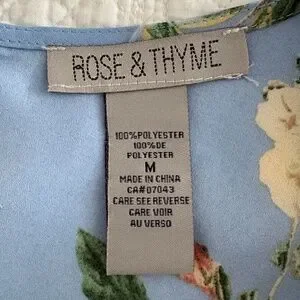 ROSE & THYME
100%POLYESTER
100%DE
POLYESTER
M
MADE IN CHINA
CA#07043
CARE SEE REVERSE
CARE VOIR
AU VERSO